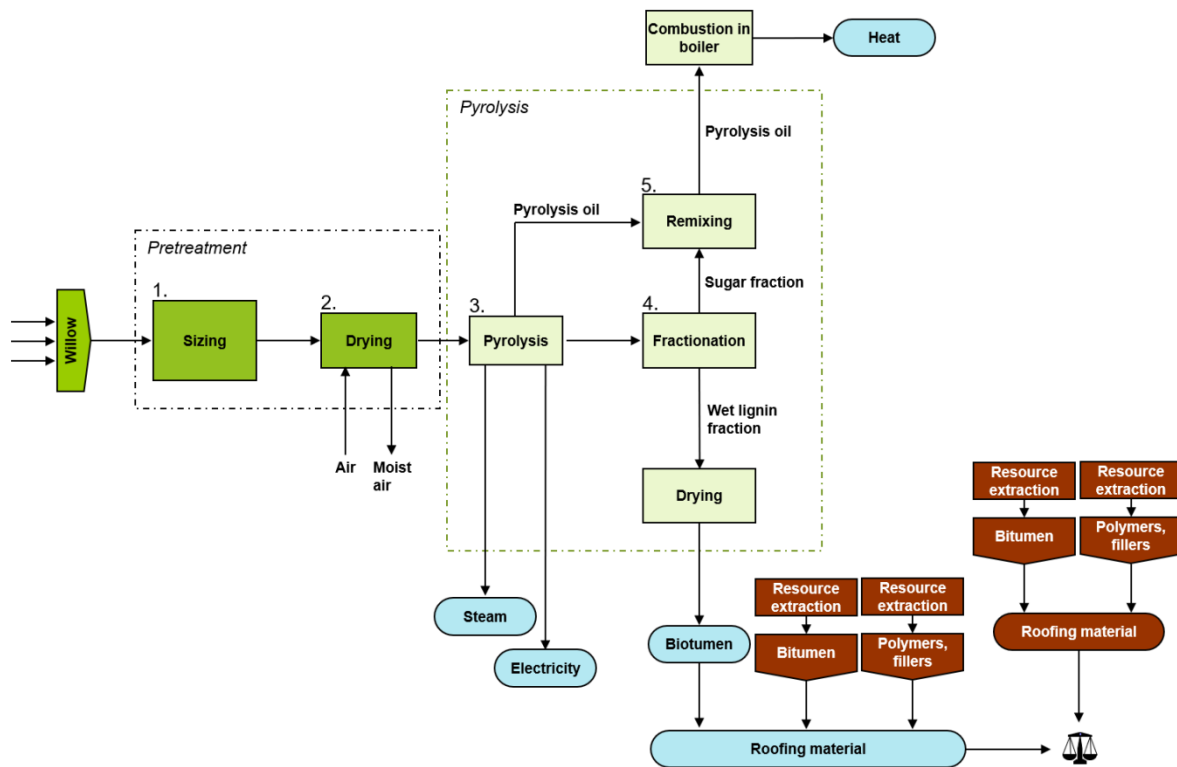 Combustion in
boiler
Heat
Pyrolysis
Pyrolysis oil
5.
Pyrolysis oil
Remixing
Pretreatment
Sugar fraction
1.
2.
3.
4.
Willow
Sizing
Drying
Pyrolysis
Fractionation
Wet lignin
fraction
Air
Moist
air
Drying
Resource
extraction
Resource
extraction
Bitumen
Polymers,
fillers
Resource
extraction
Resource
extraction
Steam
Roofing material
Biotumen
Bitumen
Polymers,
fillers
Electricity
Roofing material